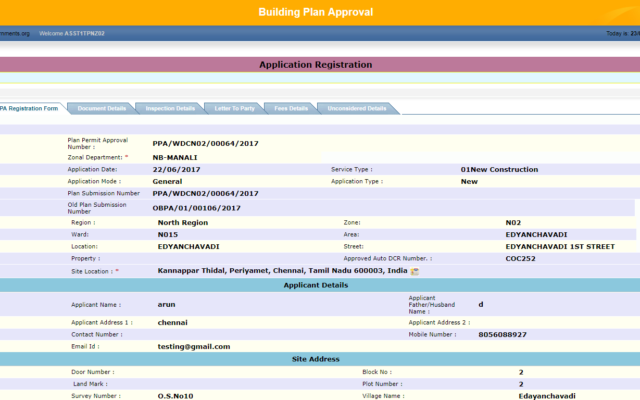 Building Plan Approval
nments.org Welcome ASST1TPNZ02 Today is: 234
Application Registration
PA Registration Form Document Details Inspection Details Letter To Party Fees Details Unconsidered Details
Plan Permit Approval Number : PPA/WDCN02/00064/2017
Zonal Department: * NB-MANALI
Application Date: 22/06/2017 Service Type : 01New Construction
Application Mode : General Application Type : New
Plan Submission Number PPA/WDCN02/00064/2017
Old Plan Submission Number OBPA/01/00106/2017
Region : North Region Zone: N02
Ward: N015 Area: EDYANCHAVADI
Location: EDYANCHAVADI Street: EDYANCHAVADI 1ST STREET
Property : Approved Auto DCR Number. : COC252
Site Location : * Kannappar Thidal, Periyamet, Chennai, Tamil Nadu 600003, India
Applicant Details
Applicant Name : arun Applicant Father/Husband Name : d
Applicant Address 1 : chennai Applicant Address 2 :
Contact Number : Mobile Number : 8056088927
Email Id : testing@gmail.com
Site Address
Door Number : Block No : 2
Land Mark : Plot Number : 2
Survey Number : O.S.No10 Village Name : Edayanchavadi